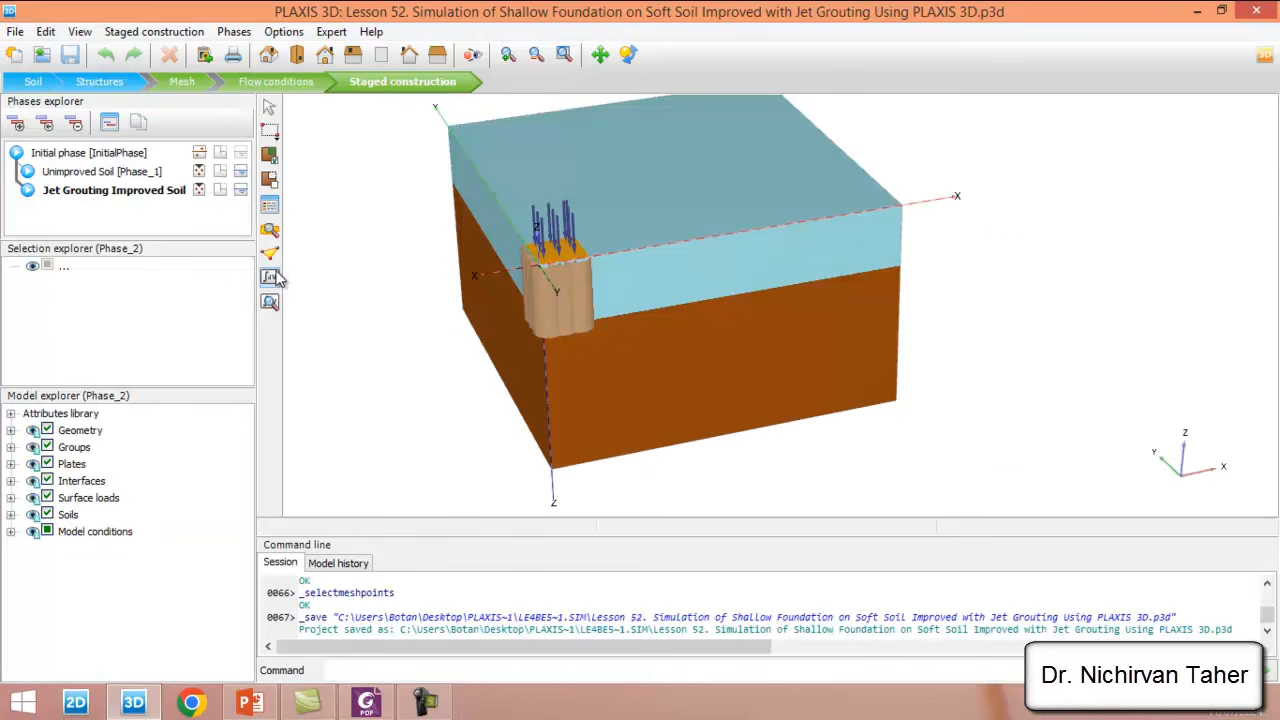 PLAXIS 3D: Lesson 52. Simulation of Shallow Foundation on Soft Soil Improved with Jet Grouting Using PLAXIS 3D.p3d
File Edit View Staged construction Phases Options Expert Help
Soil Structures Mesh Flow conditions Staged construction
Phases explorer
Initial phase [InitialPhase]
Unimproved Soil [Phase_1]
Jet Grouting Improved Soil
Selection explorer (Phase_2)
...
Model explorer (Phase_2)
Attributes library
Geometry
Groups
Plates
Interfaces
Surface loads
Soils
Model conditions
Y
X
Z
X
Y
Z
Z
Y
X
Command line
Session Model history
OK
0066> _selectmeshpoints
OK
0067> _save "C:\Users\Botan\Desktop\PLAXIS~1\LE4BE5~1.SIM\Lesson 52. Simulation of Shallow Foundation on Soft Soil Improved with Jet Grouting Using PLAXIS 3D.p3d"
Project saved as: C:\Users\Botan\Desktop\PLAXIS~1\LE4BE5~1.SIM\Lesson 52. Simulation of Shallow Foundation on Soft Soil Improved with Jet Grouting Using PLAXIS 3D.p3d
Command
Dr. Nichirvan Taher
2D 3D PDF